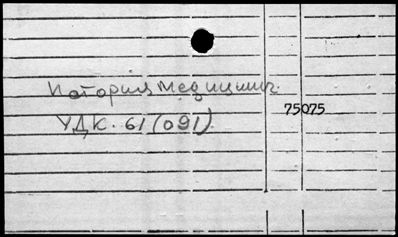 История медицины.
75075
УДК. 61 (091).